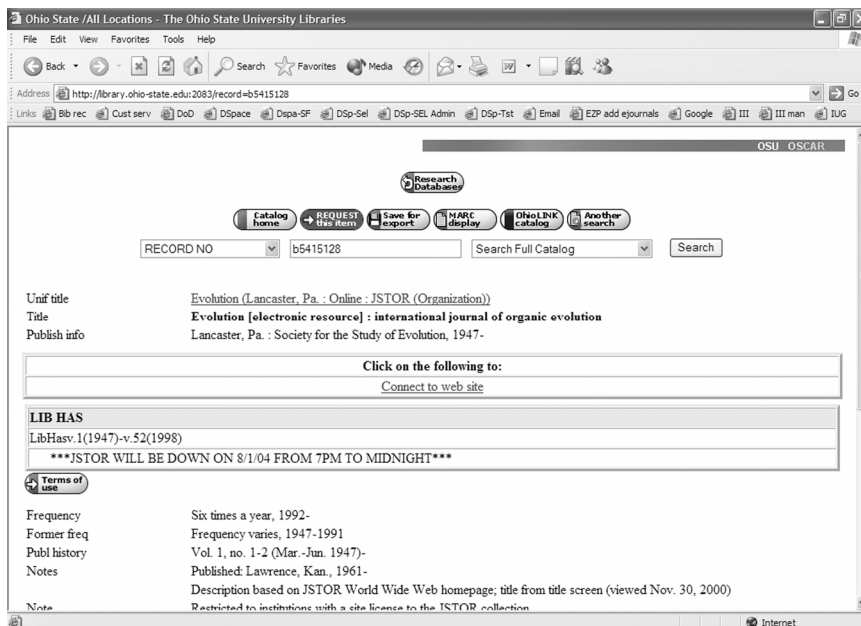 Ohio State /All Locations - The Ohio State University Libraries
File Edit View Favorites Tools Help
Back Search Favorites Media
Address http://library.ohio-state.edu:2083/record=b5415128 Go
Links Bib rec Cust serv DoD DSpace Dspa-SF DSp-Sel DSp-SEL Admin DSp-Tst Email EZP add ejournals Google III III man IUG
OSU OSCAR
Research Databases
Catalog home REQUEST this item Save for export MARC display OhioLINK catalog Another search
RECORD NO b5415128 Search Full Catalog Search
Unif title Evolution (Lancaster, Pa. : Online : JSTOR (Organization))
Title Evolution [electronic resource] : international journal of organic evolution
Publish info Lancaster, Pa. : Society for the Study of Evolution, 1947-
Click on the following to:
Connect to web site
LIB HAS
LibHasv.1(1947)-v.52(1998)
***JSTOR WILL BE DOWN ON 8/1/04 FROM 7PM TO MIDNIGHT***
Terms of use
Frequency Six times a year, 1992-
Former freq Frequency varies, 1947-1991
Publ history Vol. 1, no. 1-2 (Mar.-Jun. 1947)-
Notes Published: Lawrence, Kan., 1961-
Description based on JSTOR World Wide Web homepage; title from title screen (viewed Nov. 30, 2000)
Note Restricted to institutions with a site license to the JSTOR collection
Internet